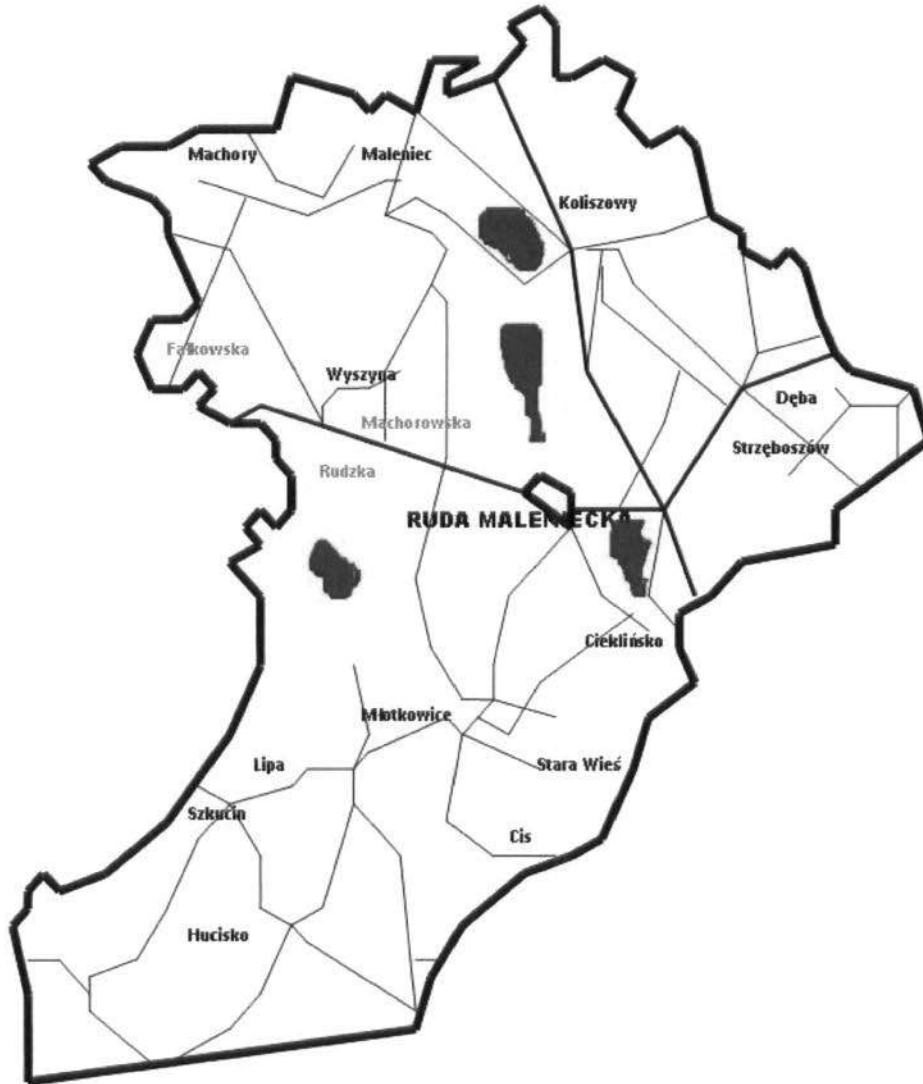 Machory
Maleniec
Koliszowy
Fałkowska
Wyszyna
Machorowska
Dęba
Strzęboszów
Rudzka
RUDA MALENIECKA
Cieklińsko
Młotkowice
Lipa
Stara Wieś
Szkucin
Cis
Hucisko